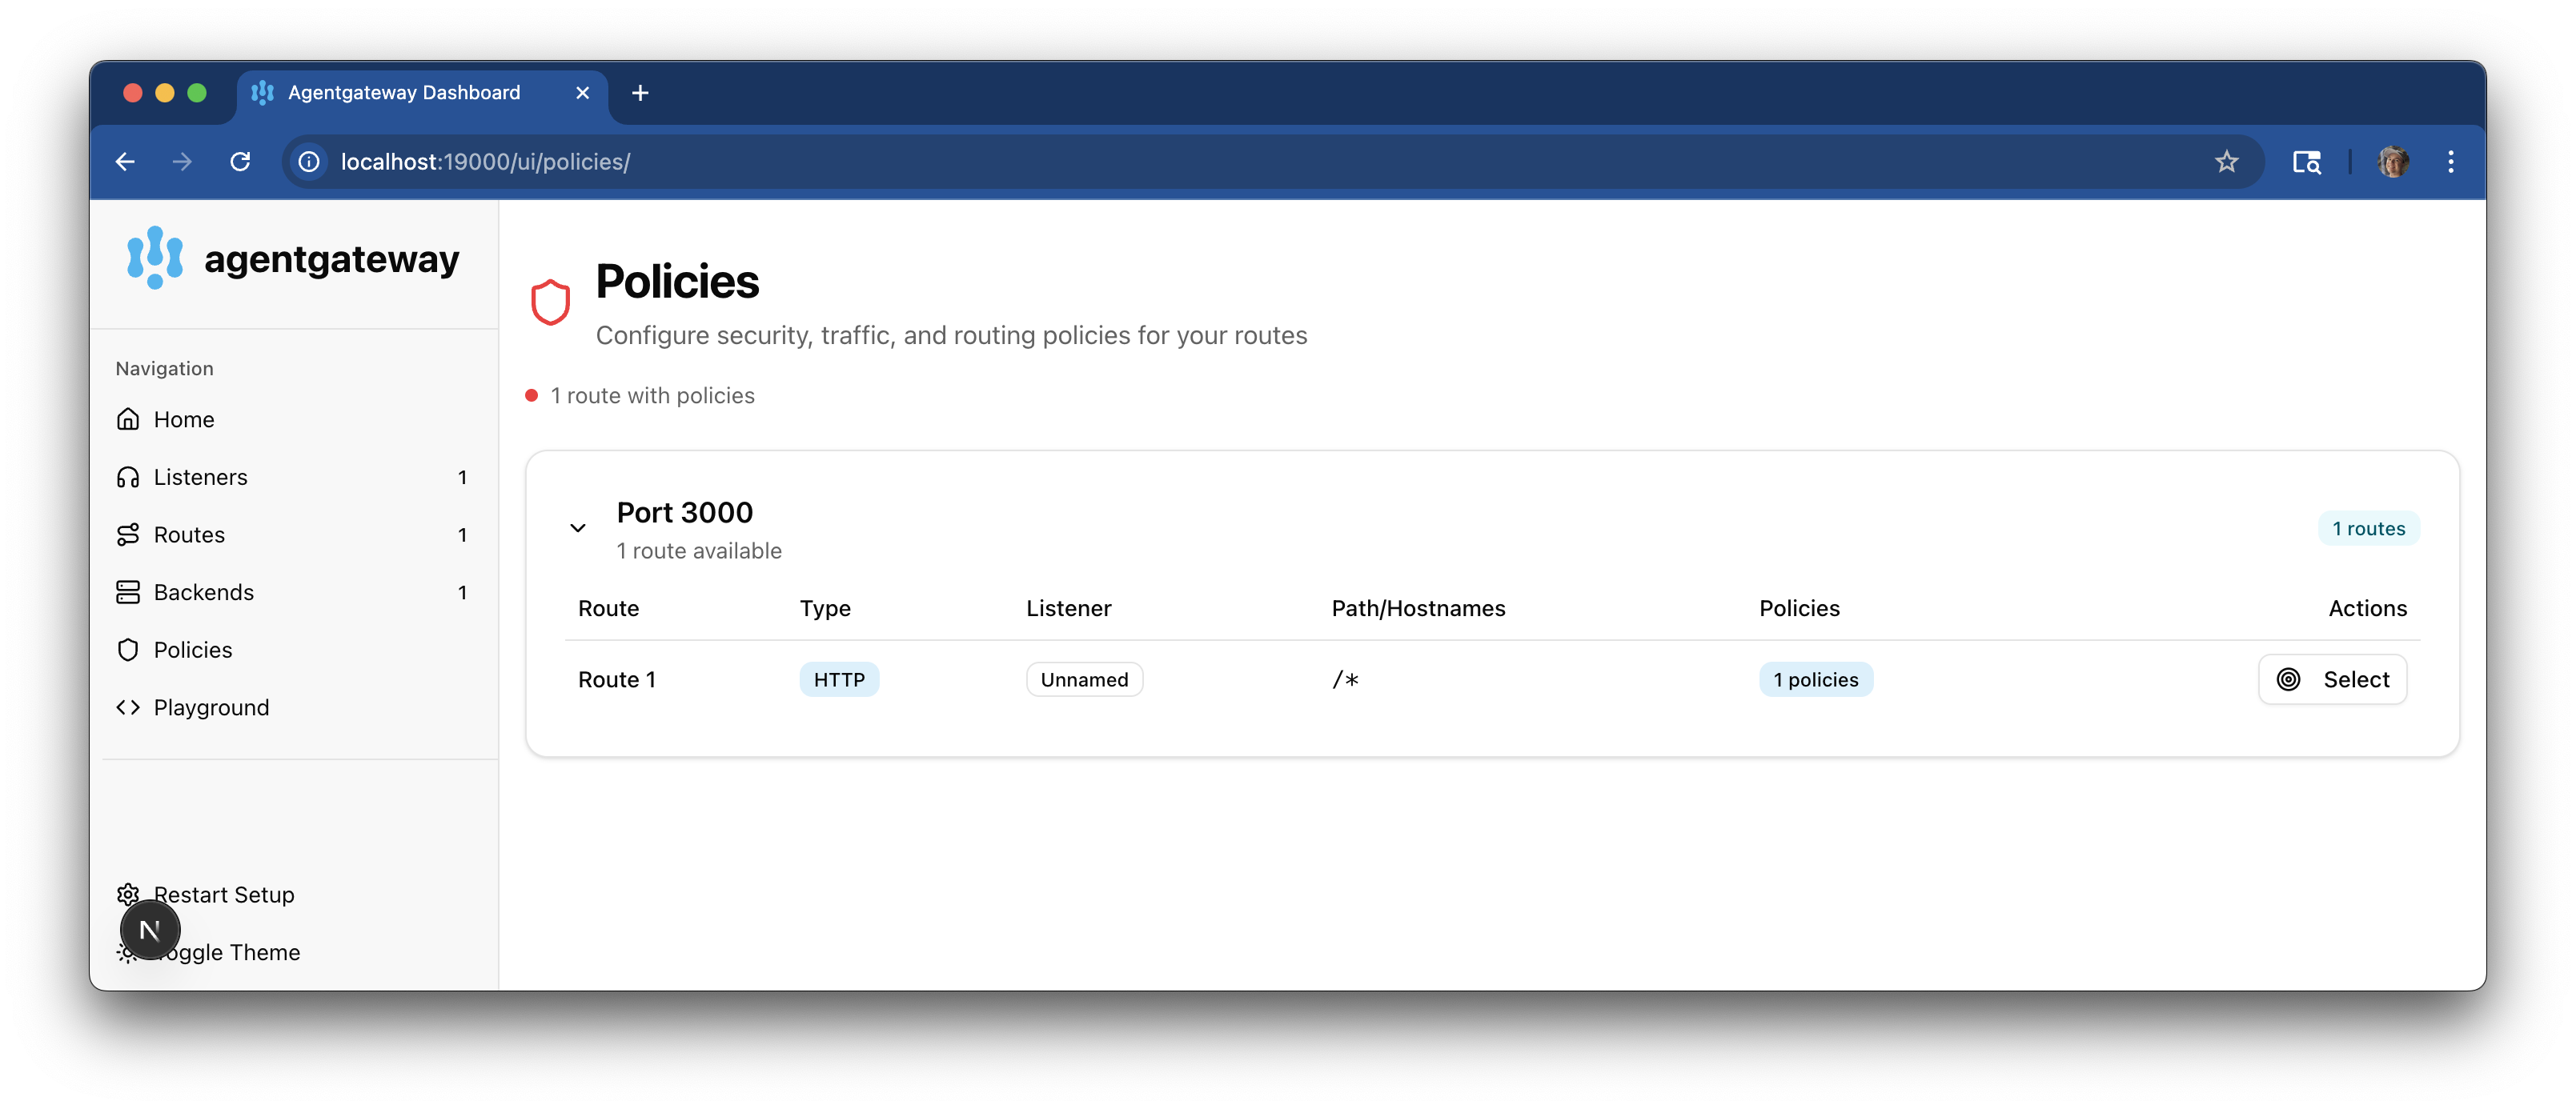 Agentgateway Dashboard
localhost:19000/ui/policies/
agentgateway
Navigation
Home
Listeners 1
Routes 1
Backends 1
Policies
Playground
Restart Setup
N
oggle Theme
Policies
Configure security, traffic, and routing policies for your routes
1 route with policies
Port 3000
1 route available
1 routes
Route Type Listener Path/Hostnames Policies Actions
Route 1 HTTP Unnamed /* 1 policies Select